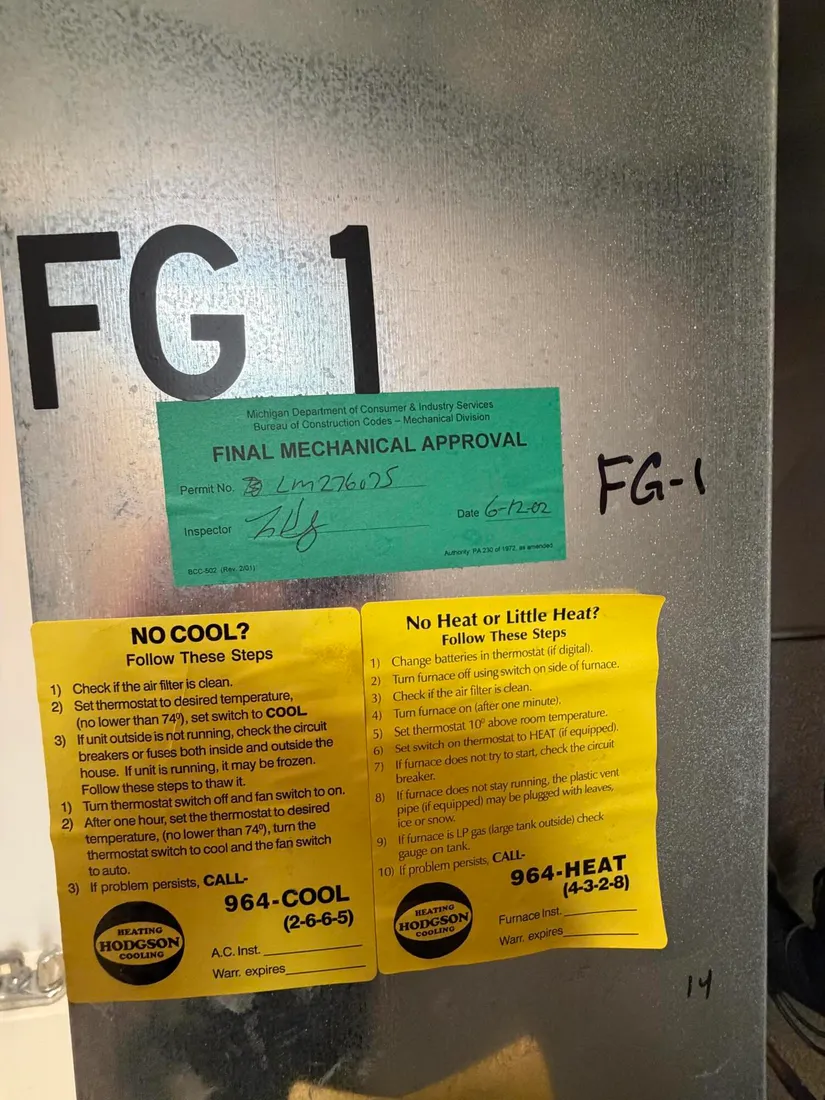 FG 1
Michigan Department of Consumer & Industry Services
Bureau of Construction Codes – Mechanical Division
FINAL MECHANICAL APPROVAL
Permit No. LM276075
Inspector
Date 6-12-02
Authority PA 230 of 1972, as amended
BCC-502 (Rev. 2/01)
FG-1
NO COOL?
Follow These Steps
1) Check if the air filter is clean.
2) Set thermostat to desired temperature,
(no lower than 74º), set switch to COOL
3) If unit outside is not running, check the circuit
breakers or fuses both inside and outside the
house. If unit is running, it may be frozen.
Follow these steps to thaw it.
1) Turn thermostat switch off and fan switch to on.
2) After one hour, set the thermostat to desired
temperature, (no lower than 74º), turn the
thermostat switch to cool and the fan switch
to auto.
3) If problem persists, CALL-
964-COOL
(2-6-6-5)
HEATING
HODGSON
COOLING
A.C. Inst.
Warr. expires
No Heat or Little Heat?
Follow These Steps
1) Change batteries in thermostat (if digital).
2) Turn furnace off using switch on side of furnace.
3) Check if the air filter is clean.
4) Turn furnace on (after one minute).
5) Set thermostat 10º above room temperature.
6) Set switch on thermostat to HEAT (if equipped).
7) If furnace does not try to start, check the circuit
breaker.
8) If furnace does not stay running, the plastic vent
pipe (if equipped) may be plugged with leaves,
ice or snow.
9) If furnace is LP gas (large tank outside) check
gauge on tank.
10) If problem persists, CALL-
964-HEAT
(4-3-2-8)
HEATING
HODGSON
COOLING
Furnace Inst.
Warr. expires
14